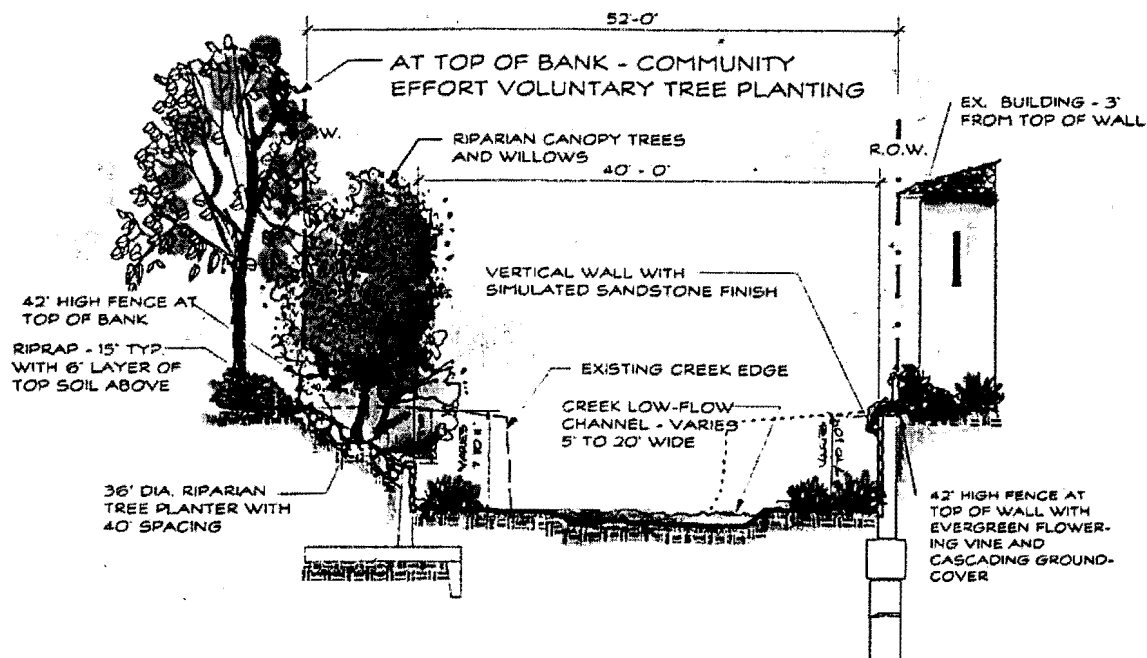 52'-0"
AT TOP OF BANK - COMMUNITY
EFFORT VOLUNTARY TREE PLANTING
EX. BUILDING - 3'
FROM TOP OF WALL
R.O.W.
.W.
RIPARIAN CANOPY TREES
AND WILLOWS
40'-0"
VERTICAL WALL WITH
SIMULATED SANDSTONE FINISH
42" HIGH FENCE AT
TOP OF BANK
RIPRAP - 15" TYP.
WITH 6" LAYER OF
TOP SOIL ABOVE
EXISTING CREEK EDGE
CREEK LOW-FLOW
CHANNEL - VARIES
5' TO 20' WIDE
VARIES
36" DIA. RIPARIAN
TREE PLANTER WITH
40' SPACING
42" HIGH FENCE AT
TOP OF WALL WITH
EVERGREEN FLOWER-
ING VINE AND
CASCADING GROUND-
COVER